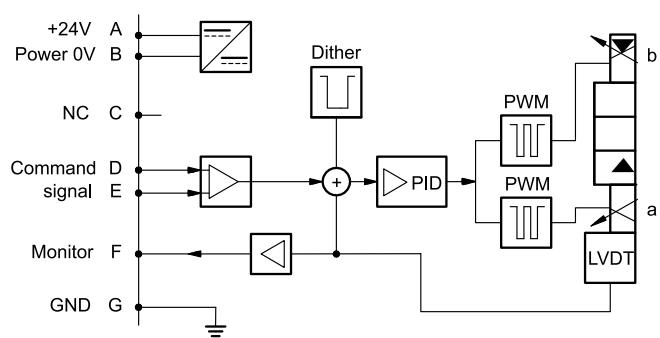 +24V A
Power 0V B
Dither
b
NC C
PWM
Command D
signal E
+
PID
PWM
a
Monitor F
LVDT
GND G